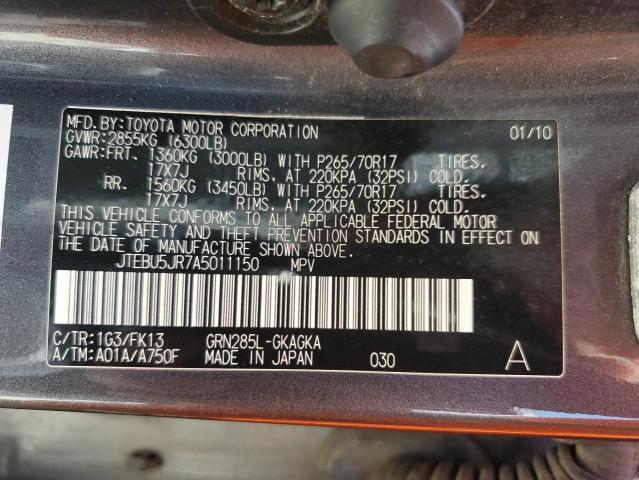 MFD.BY:TOYOTA MOTOR CORPORATION 01/10
GVWR:2855KG (6300LB)
GAWR:FRT. 1360KG (3000LB) WITH P265/70R17 TIRES.
17X7J RIMS. AT 220KPA (32PSI) COLD.
RR. 1560KG (3450LB) WITH P265/70R17 TIRES.
17X7J RIMS. AT 220KPA (32PSI) COLD.
THIS VEHICLE CONFORMS TO ALL APPLICABLE FEDERAL MOTOR
VEHICLE SAFETY AND THEFT PREVENTION STANDARDS IN EFFECT ON
THE DATE OF MANUFACTURE SHOWN ABOVE.
JTEBU5JR7A5011150 MPV
C/TR:1G3/FK13 GRN285L-GKAGKA
A/TM:A01A/A750F MADE IN JAPAN 030 A